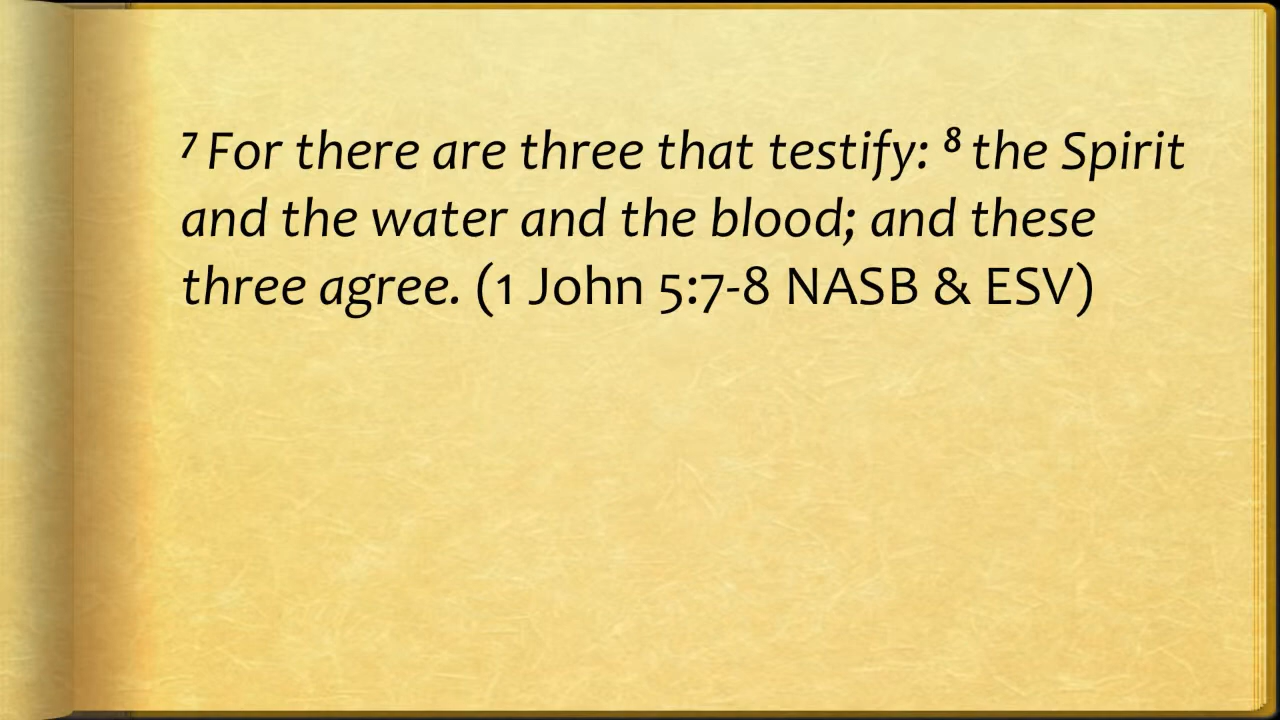 ⁷ For there are three that testify: ⁸ the Spirit
and the water and the blood; and these
three agree. (1 John 5:7-8 NASB & ESV)